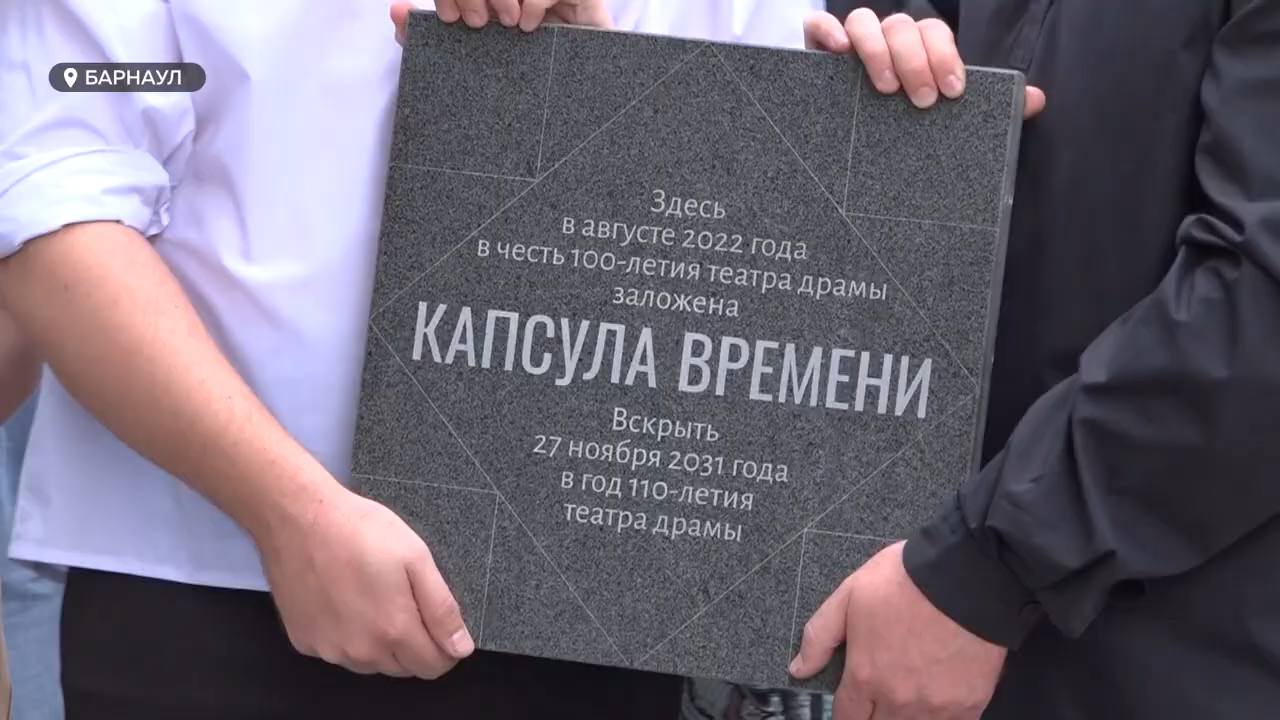 БАРНАУЛ
Здесь
в августе 2022 года
в честь 100-летия театра драмы
заложена
КАПСУЛА ВРЕМЕНИ
Вскрыть
27 ноября 2031 года
в год 110-летия
театра драмы